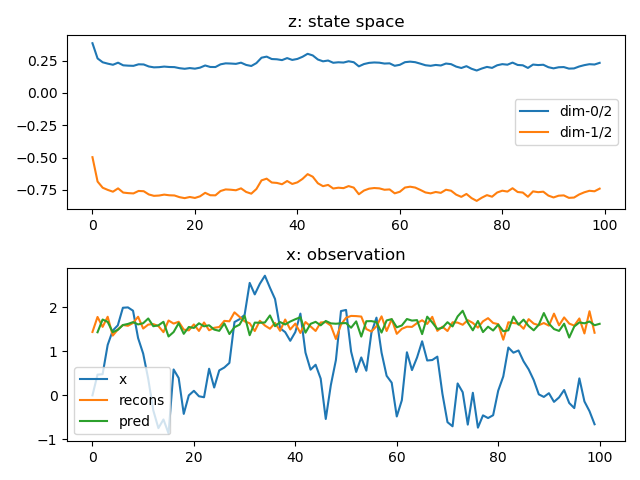 z: state space
0.25
0.00
−0.25
−0.50
−0.75
dim-0/2
dim-1/2
0 20 40 60 80 100
x: observation
2
1
0
−1
x
recons
pred
0 20 40 60 80 100